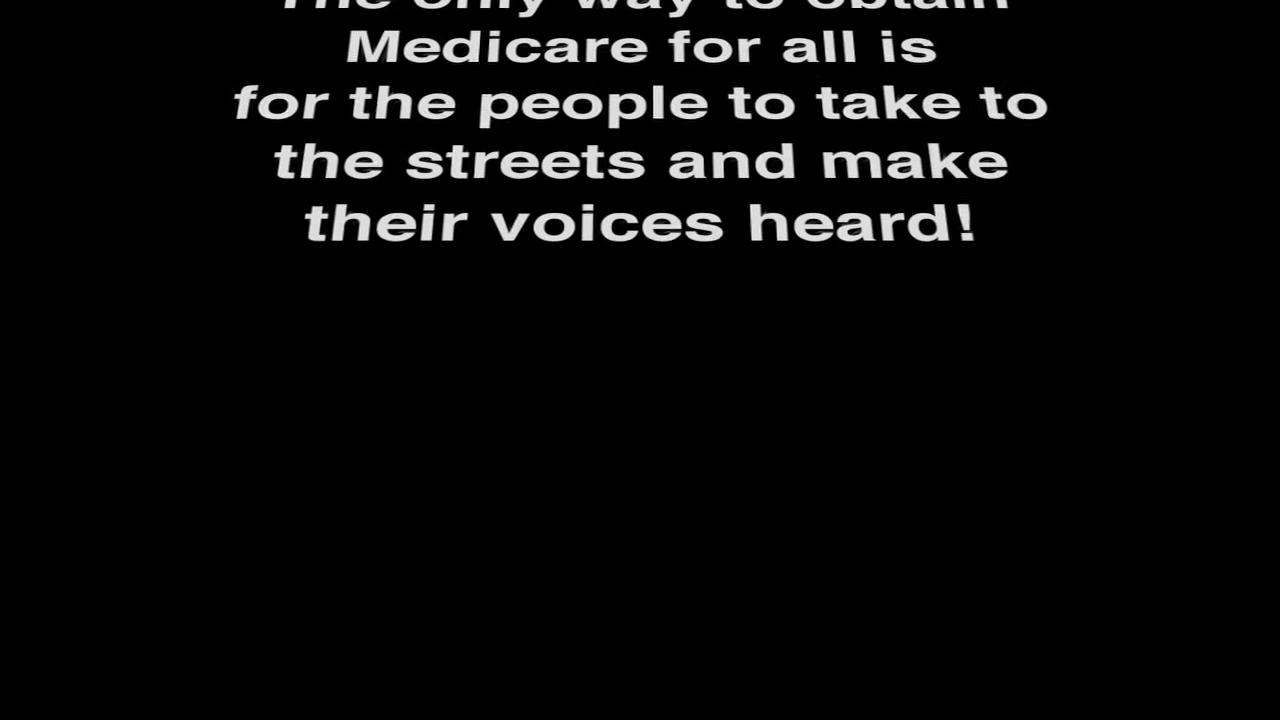 The only way to obtain
Medicare for all is
for the people to take to
the streets and make
their voices heard!